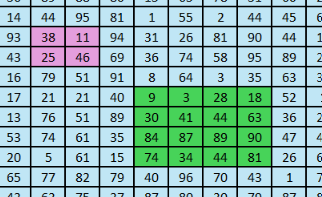 14 44 95 81 1 55 2 44 45
93 38 11 94 31 26 81 90 44
43 25 46 69 36 74 58 95 89
16 79 51 91 8 64 3 35 63
17 21 21 40 9 3 28 18 52
13 76 51 89 30 41 44 63 36
53 74 61 35 84 87 89 90 47
20 5 61 15 74 34 44 81 26
65 77 82 79 40 96 70 43 1